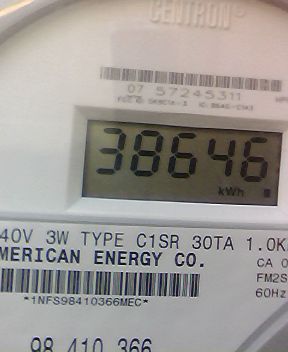 CENTRON®
07 57245311
38646
kWh
40V 3W TYPE C1SR 30TA 1.0K
MERICAN ENERGY CO.
CA 0
FM2S
60Hz
*1NFS98410366MEC*
98 410 366